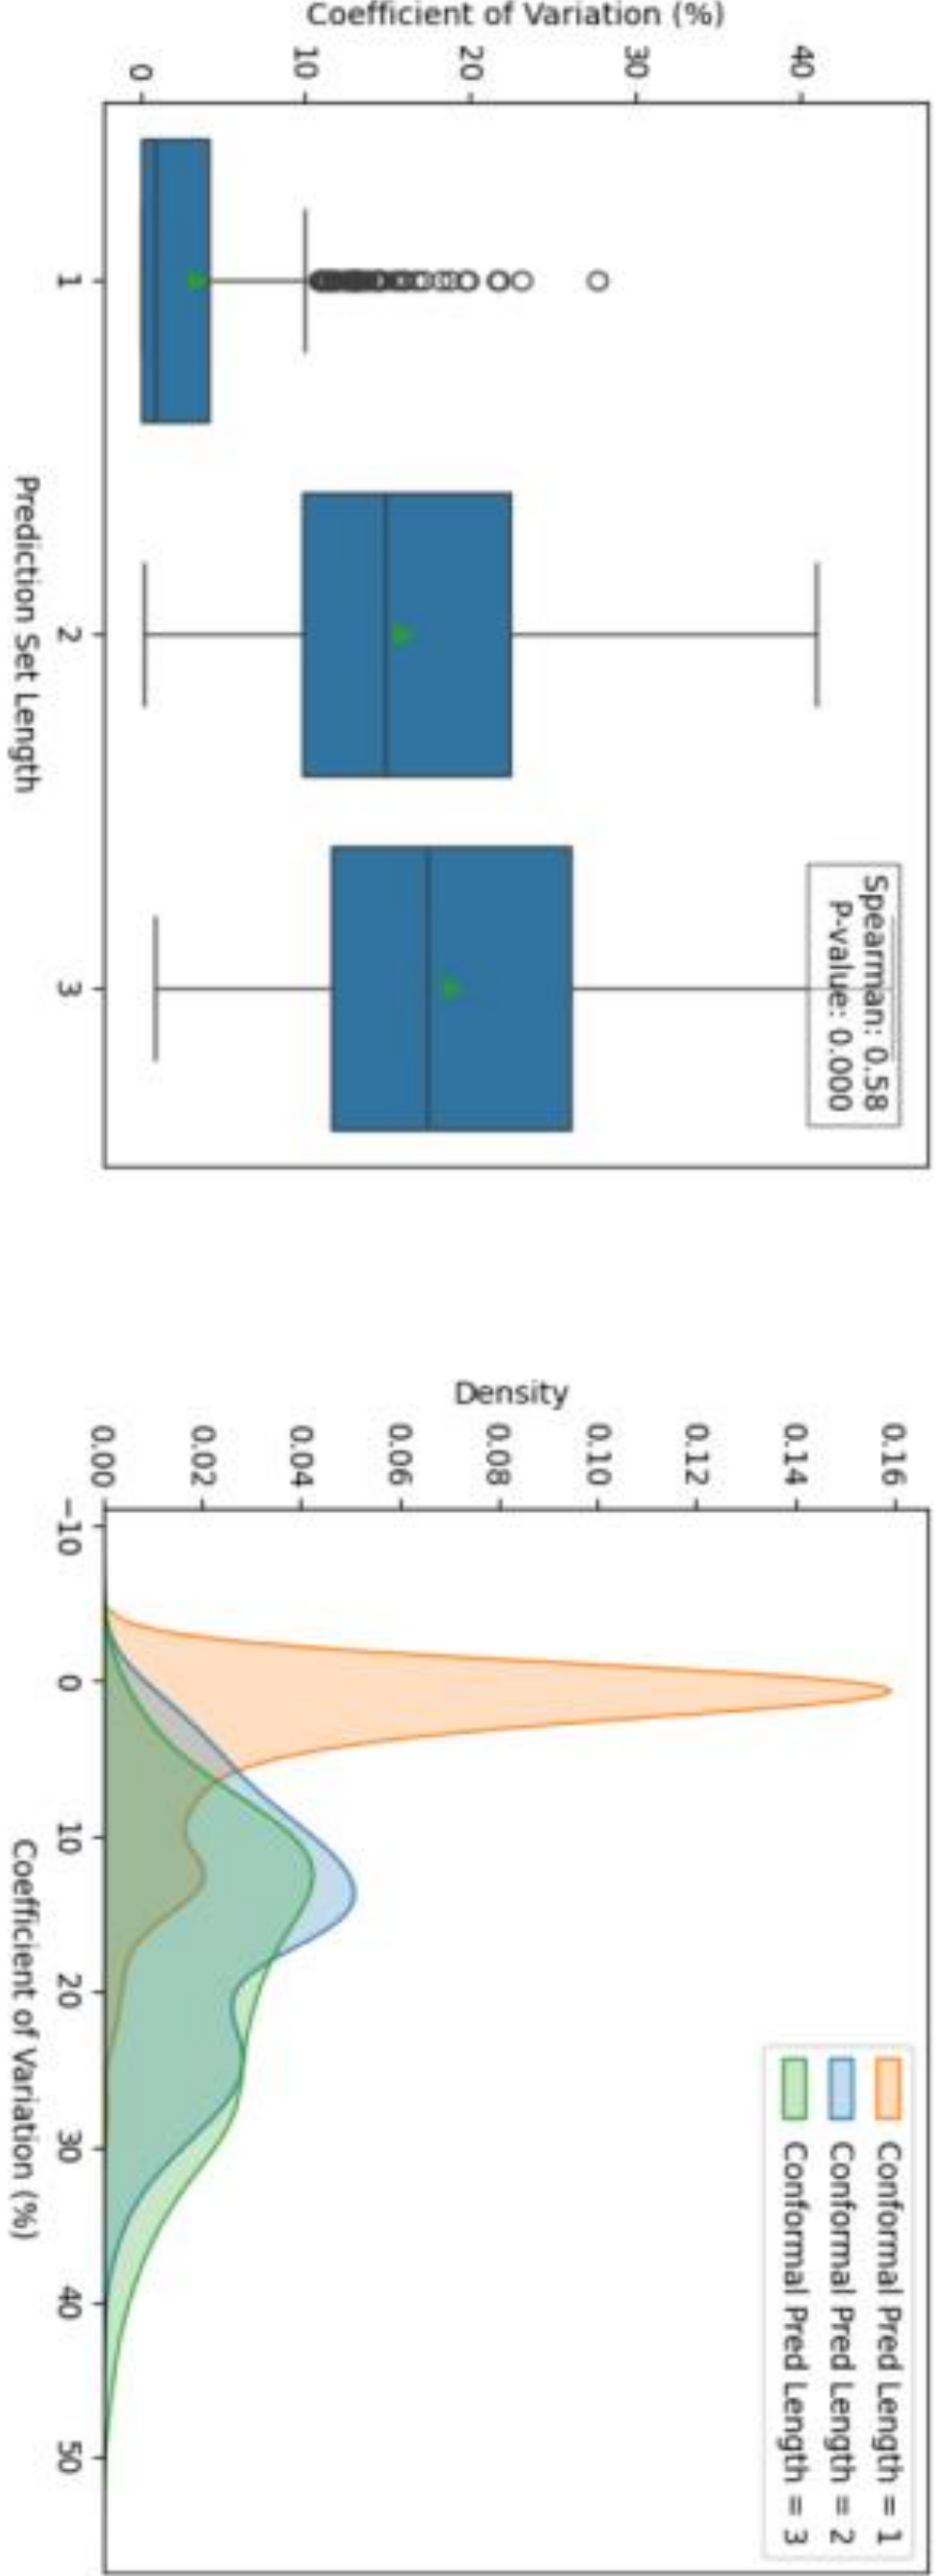 Coefficient of Variation (%)
40
30
20
10
0
1
2
3
Prediction Set Length
Spearman: 0.58
P-value: 0.000
Density
0.16
0.14
0.12
0.10
0.08
0.06
0.04
0.02
0.00
−10
0
10
20
30
40
50
Coefficient of Variation (%)
Conformal Pred Length = 1
Conformal Pred Length = 2
Conformal Pred Length = 3